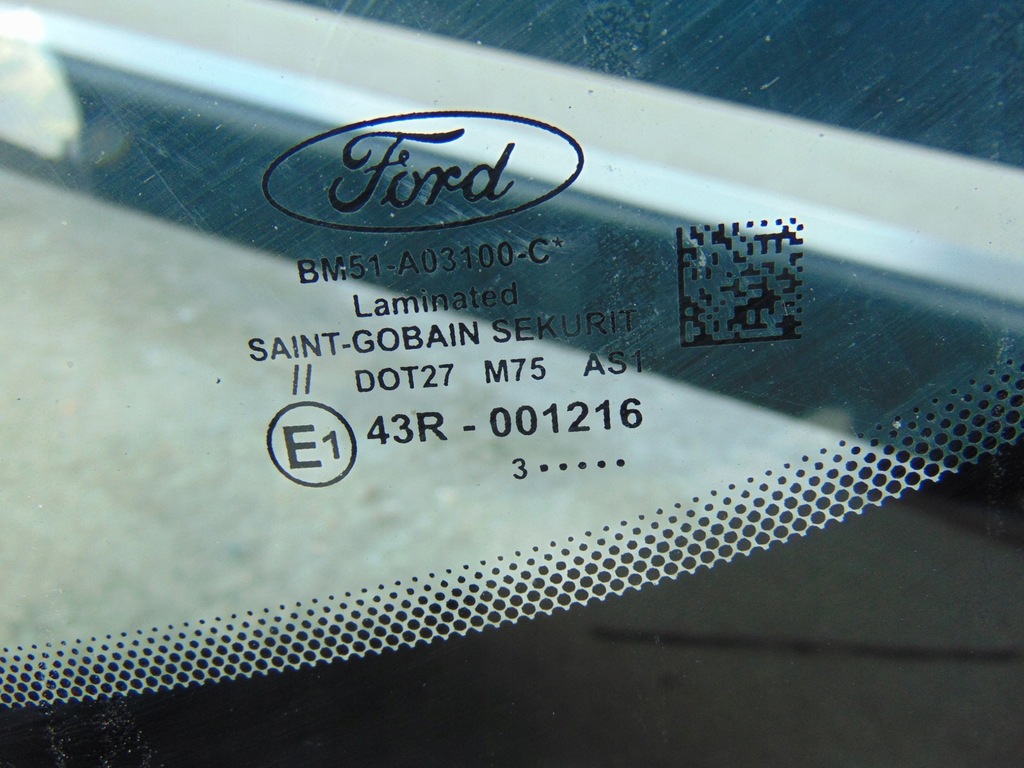 Ford
BM51-A03100-C*
Laminated
SAINT-GOBAIN SEKURIT
// DOT27 M75 AS1
E1 43R - 001216
3 .....